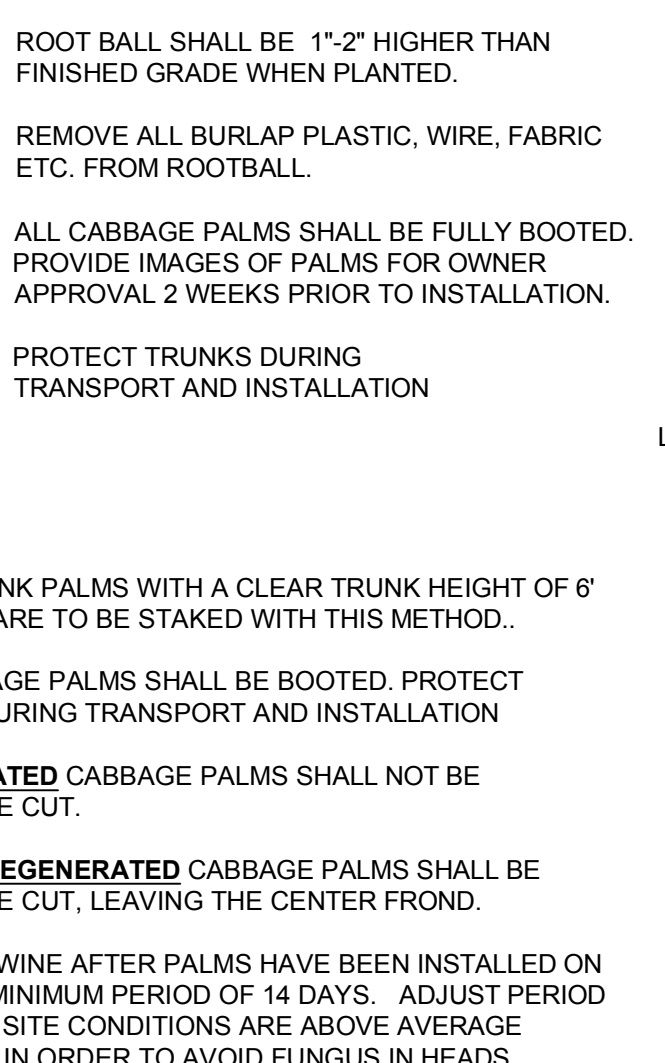 ROOT BALL SHALL BE 1"-2" HIGHER THAN
FINISHED GRADE WHEN PLANTED.
REMOVE ALL BURLAP PLASTIC, WIRE, FABRIC
ETC. FROM ROOTBALL.
ALL CABBAGE PALMS SHALL BE FULLY BOOTED.
PROVIDE IMAGES OF PALMS FOR OWNER
APPROVAL 2 WEEKS PRIOR TO INSTALLATION.
PROTECT TRUNKS DURING
TRANSPORT AND INSTALLATION
L
NK PALMS WITH A CLEAR TRUNK HEIGHT OF 6'
ARE TO BE STAKED WITH THIS METHOD..
AGE PALMS SHALL BE BOOTED. PROTECT
URING TRANSPORT AND INSTALLATION
ATED CABBAGE PALMS SHALL NOT BE
E CUT.
EGENERATED CABBAGE PALMS SHALL BE
E CUT, LEAVING THE CENTER FROND.
WINE AFTER PALMS HAVE BEEN INSTALLED ON
MINIMUM PERIOD OF 14 DAYS. ADJUST PERIOD
SITE CONDITIONS ARE ABOVE AVERAGE
IN ORDER TO AVOID FUNGUS IN HEADS